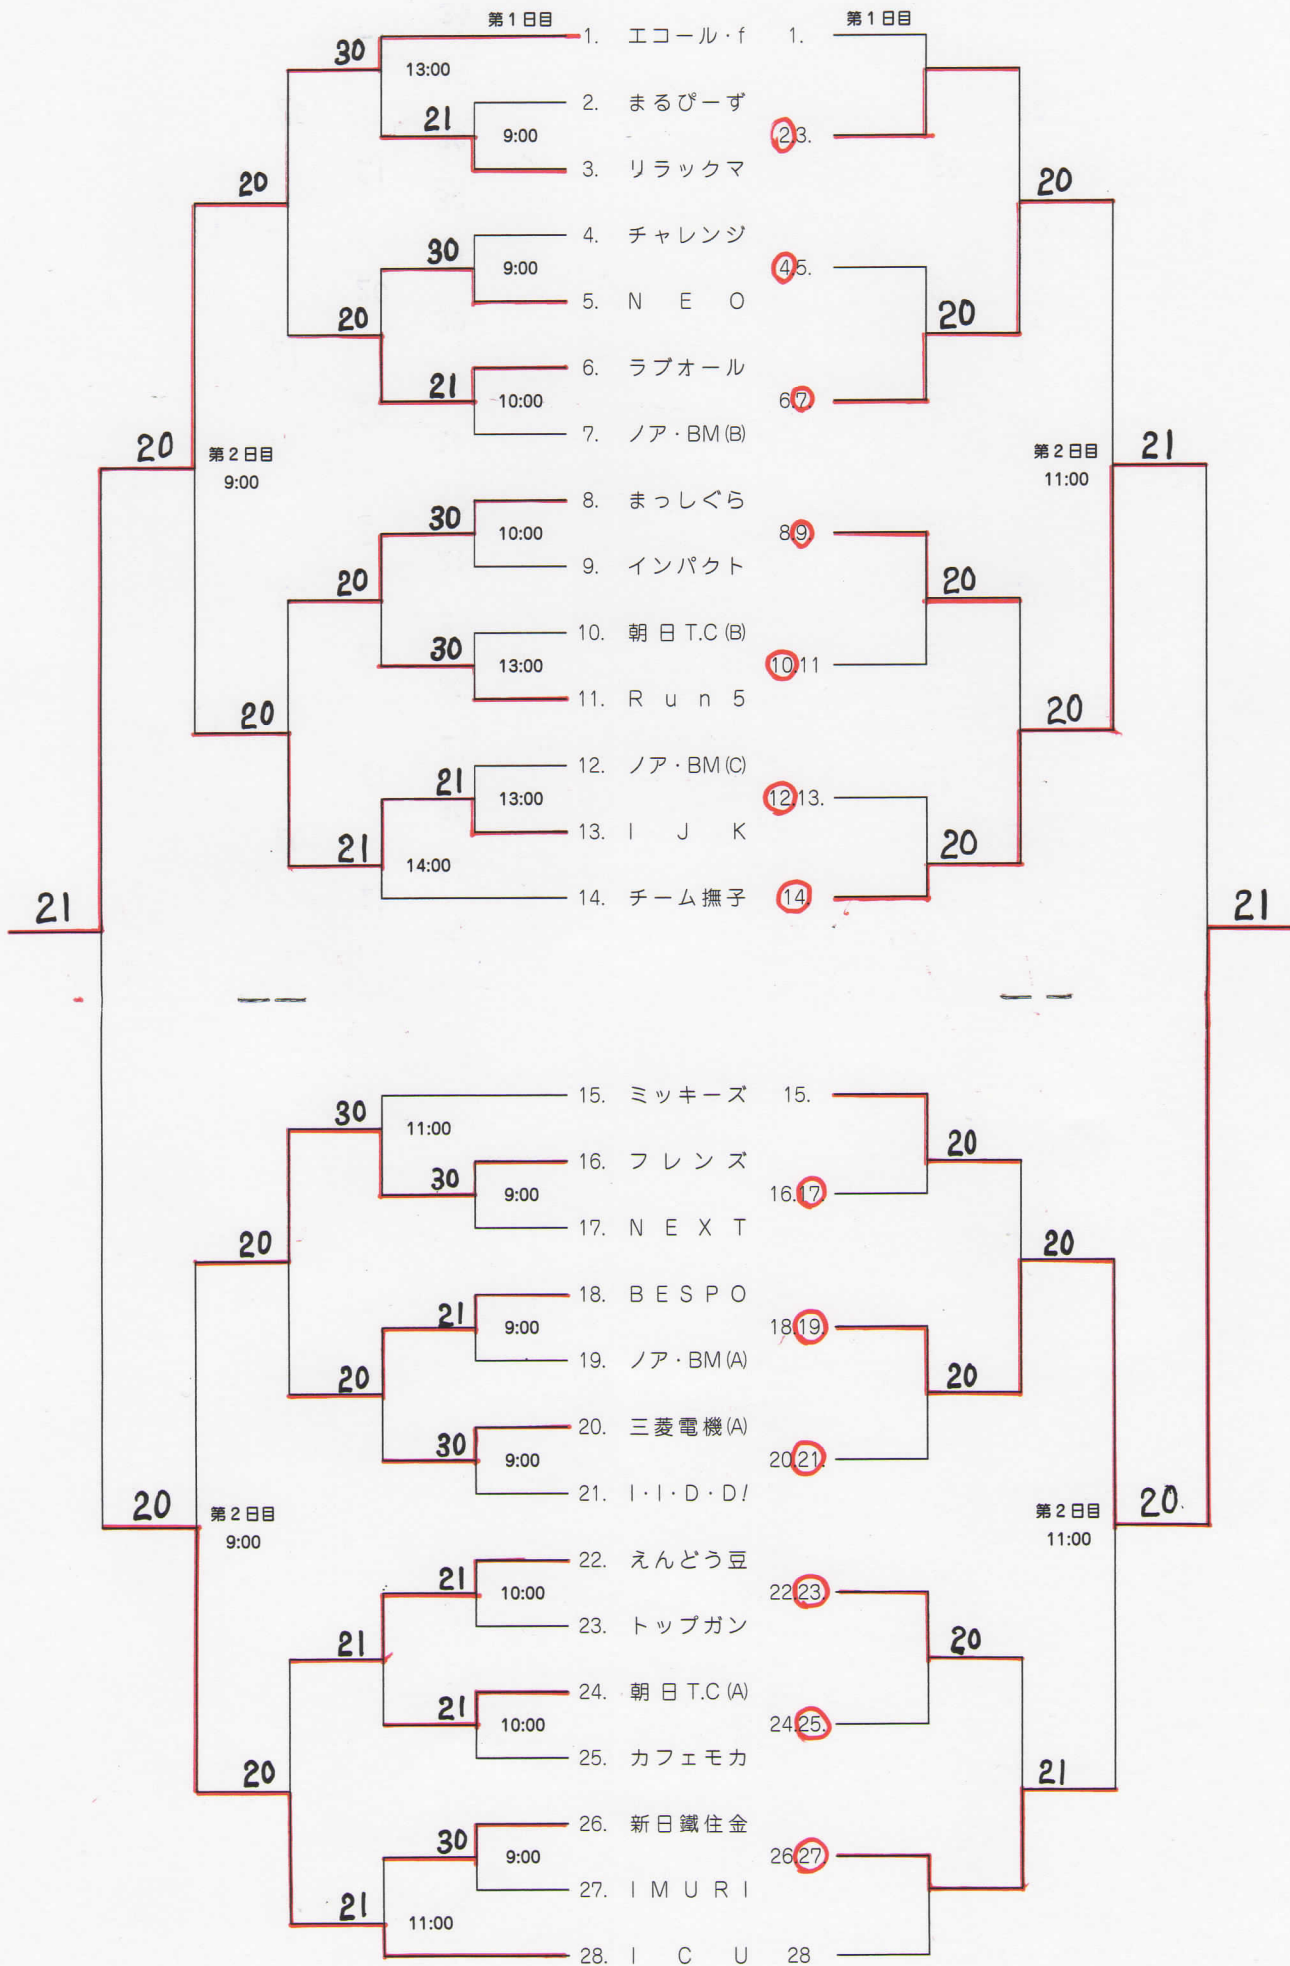 第1日目 第1日目
1. エコール・f 1.
30
13:00
2. まるぴーず
21 9:00 2.3.
3. リラックマ
20 20
4. チャレンジ
30 9:00 4.5.
5. NEO
20 20
6. ラブオール
21 10:00 6.7.
7. ノア・BM(B)
20 第2日目 9:00 第2日目 11:00 21
8. まっしぐら
30 10:00 8.9.
9. インパクト
20 20
10. 朝日T.C(B)
30 13:00 10.11
11. Run5
20 20
12. ノア・BM(C)
21 13:00 12.13.
13. IJK
21 14:00 20
14. チーム撫子 14.
21 21
15. ミッキーズ 15.
30 11:00 20
16. フレンズ
30 9:00 16.17.
17. NEXT
20 20
18. BESPO
21 9:00 18.19.
19. ノア・BM(A)
20 20
20. 三菱電機(A)
30 9:00 20.21.
21. I・I・D・D!
20 第2日目 9:00 第2日目 11:00 20
22. えんどう豆
21 10:00 22.23.
23. トップガン
21 20
24. 朝日T.C(A)
21 10:00 24.25.
25. カフェモカ
20 21
26. 新日鐵住金
30 9:00 26.27.
27. IMURI
21 11:00
28. ICU 28